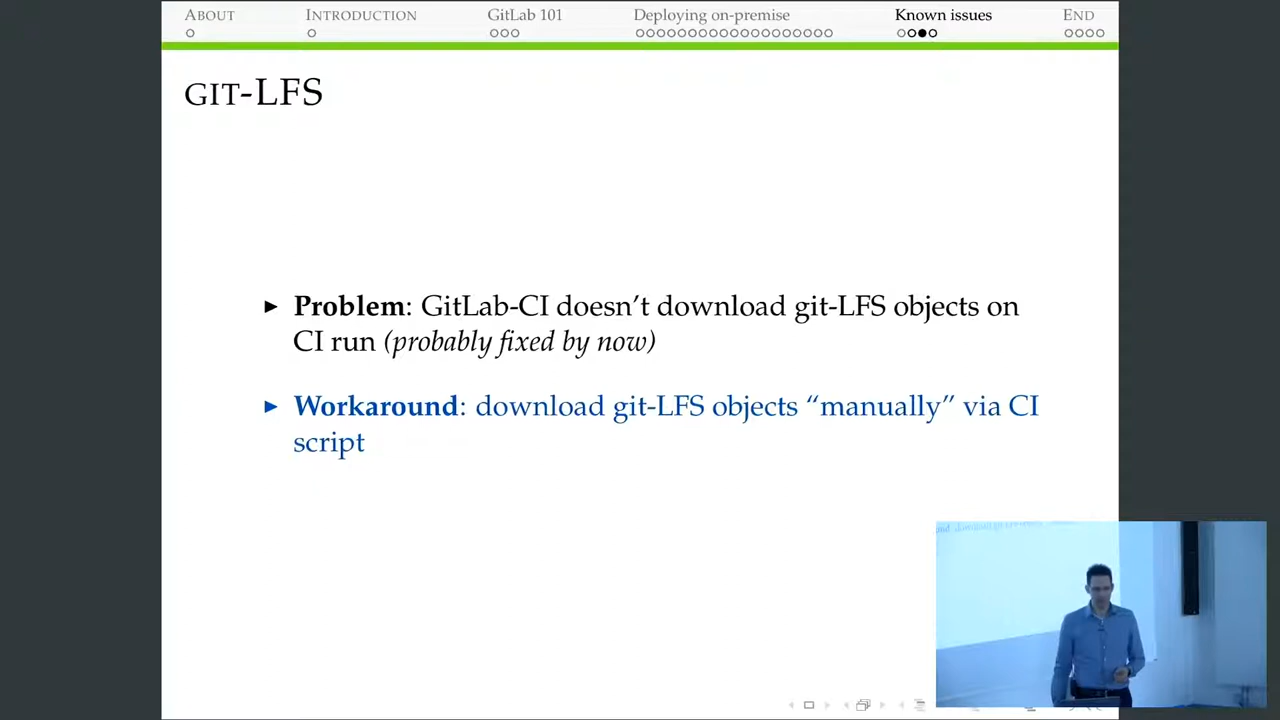 ABOUT INTRODUCTION GitLab 101 Deploying on-premise Known issues END
GIT-LFS
► Problem: GitLab-CI doesn't download git-LFS objects on
CI run (probably fixed by now)
► Workaround: download git-LFS objects “manually” via CI
script